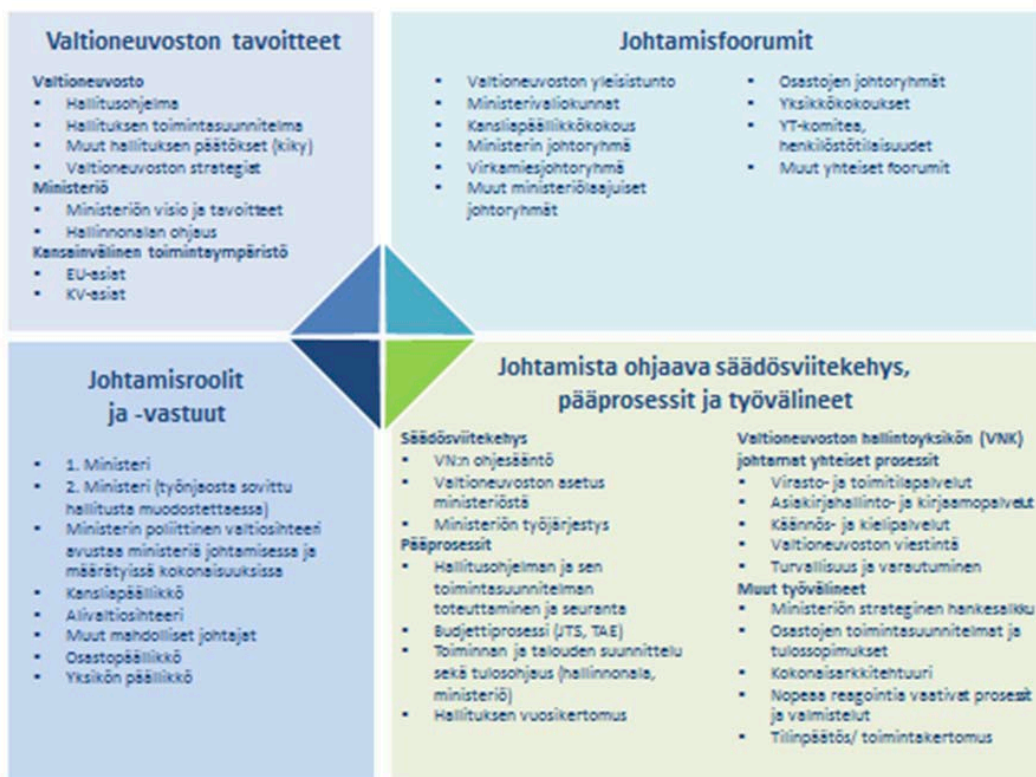 Valtioneuvoston tavoitteet
Valtioneuvosto
▪ Hallitusohjelma
▪ Hallituksen toimintasuunnitelma
▪ Muut hallituksen päätökset (kiky)
▪ Valtioneuvoston strategiat
Ministeriö
▪ Ministeriön visio ja tavoitteet
▪ Hallinnonalan ohjaus
Kansainvälinen toimintaympäristö
▪ EU-asiat
▪ KV-asiat
Johtamisfoorumit
▪ Valtioneuvoston yleisistunto
▪ Ministerivaliokunnat
▪ Kansliapäällikkökokous
▪ Ministerin johtoryhmä
▪ Virkamiesjohtoryhmä
▪ Muut ministeriölaajuiset
johtoryhmät
▪ Osastojen johtoryhmät
▪ Yksikkökokoukset
▪ YT-komitea,
henkilöstötilaisuudet
▪ Muut yhteiset foorumit
Johtamisroolit
ja -vastuut
▪ 1. Ministeri
▪ 2. Ministeri (työnjaosta sovittu
hallitusta muodostettaessa)
▪ Ministerin poliittinen valtiosihteeri
avustaa ministeriä johtamisessa ja
määrätyissä kokonaisuuksissa
▪ Kansliapäällikkö
▪ Alivaltiosihteeri
▪ Muut mahdolliset johtajat
▪ Osastopäällikkö
▪ Yksikön päällikkö
Johtamista ohjaava säädösviitekehys,
pääprosessit ja työvälineet
Säädösviitekehys
▪ VN:n ohjesääntö
▪ Valtioneuvoston asetus
ministeriöstä
▪ Ministeriön työjärjestys
Pääprosessit
▪ Hallitusohjelman ja sen
toimintasuunnitelman
toteuttaminen ja seuranta
▪ Budjettiprosessi (JTS, TAE)
▪ Toiminnan ja talouden suunnittelu
sekä tulosohjaus (hallinnonala,
ministeriö)
▪ Hallituksen vuosikertomus
Valtioneuvoston hallintoyksikön (VNK)
johtamat yhteiset prosessit
▪ Virasto- ja toimitilapalvelut
▪ Asiakirjahallinto- ja kirjaamopalvelut
▪ Käännös- ja kielipalvelut
▪ Valtioneuvoston viestintä
▪ Turvallisuus ja varautuminen
Muut työvälineet
▪ Ministeriön strateginen hankesalkku
▪ Osastojen toimintasuunnitelmat ja
tulossopimukset
▪ Kokonaisarkkitehtuuri
▪ Nopeaa reagointia vaativat prosessit
ja valmistelut
▪ Tilinpäätös/ toimintakertomus